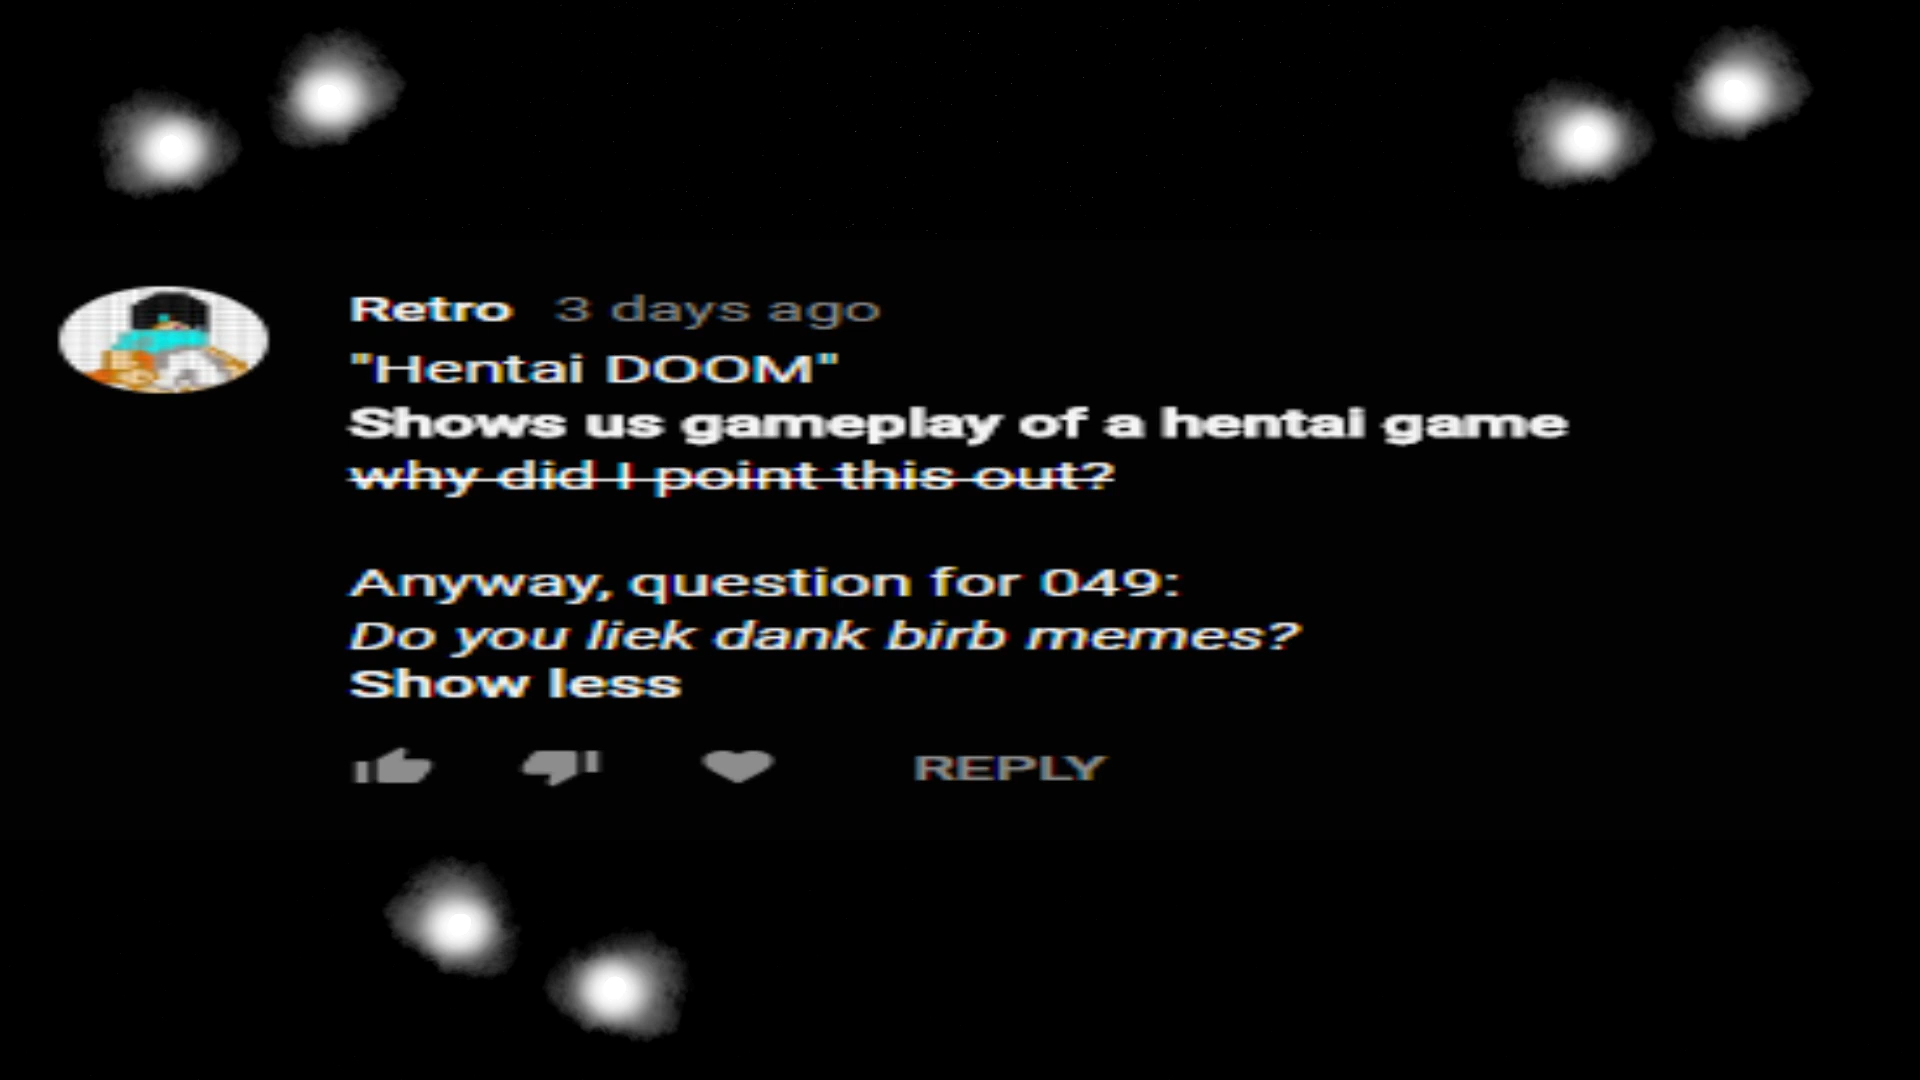 Retro 3 days ago
"Hentai DOOM"
Shows us gameplay of a hentai game
why did I point this out?
Anyway, question for 049:
Do you liek dank birb memes?
Show less
REPLY